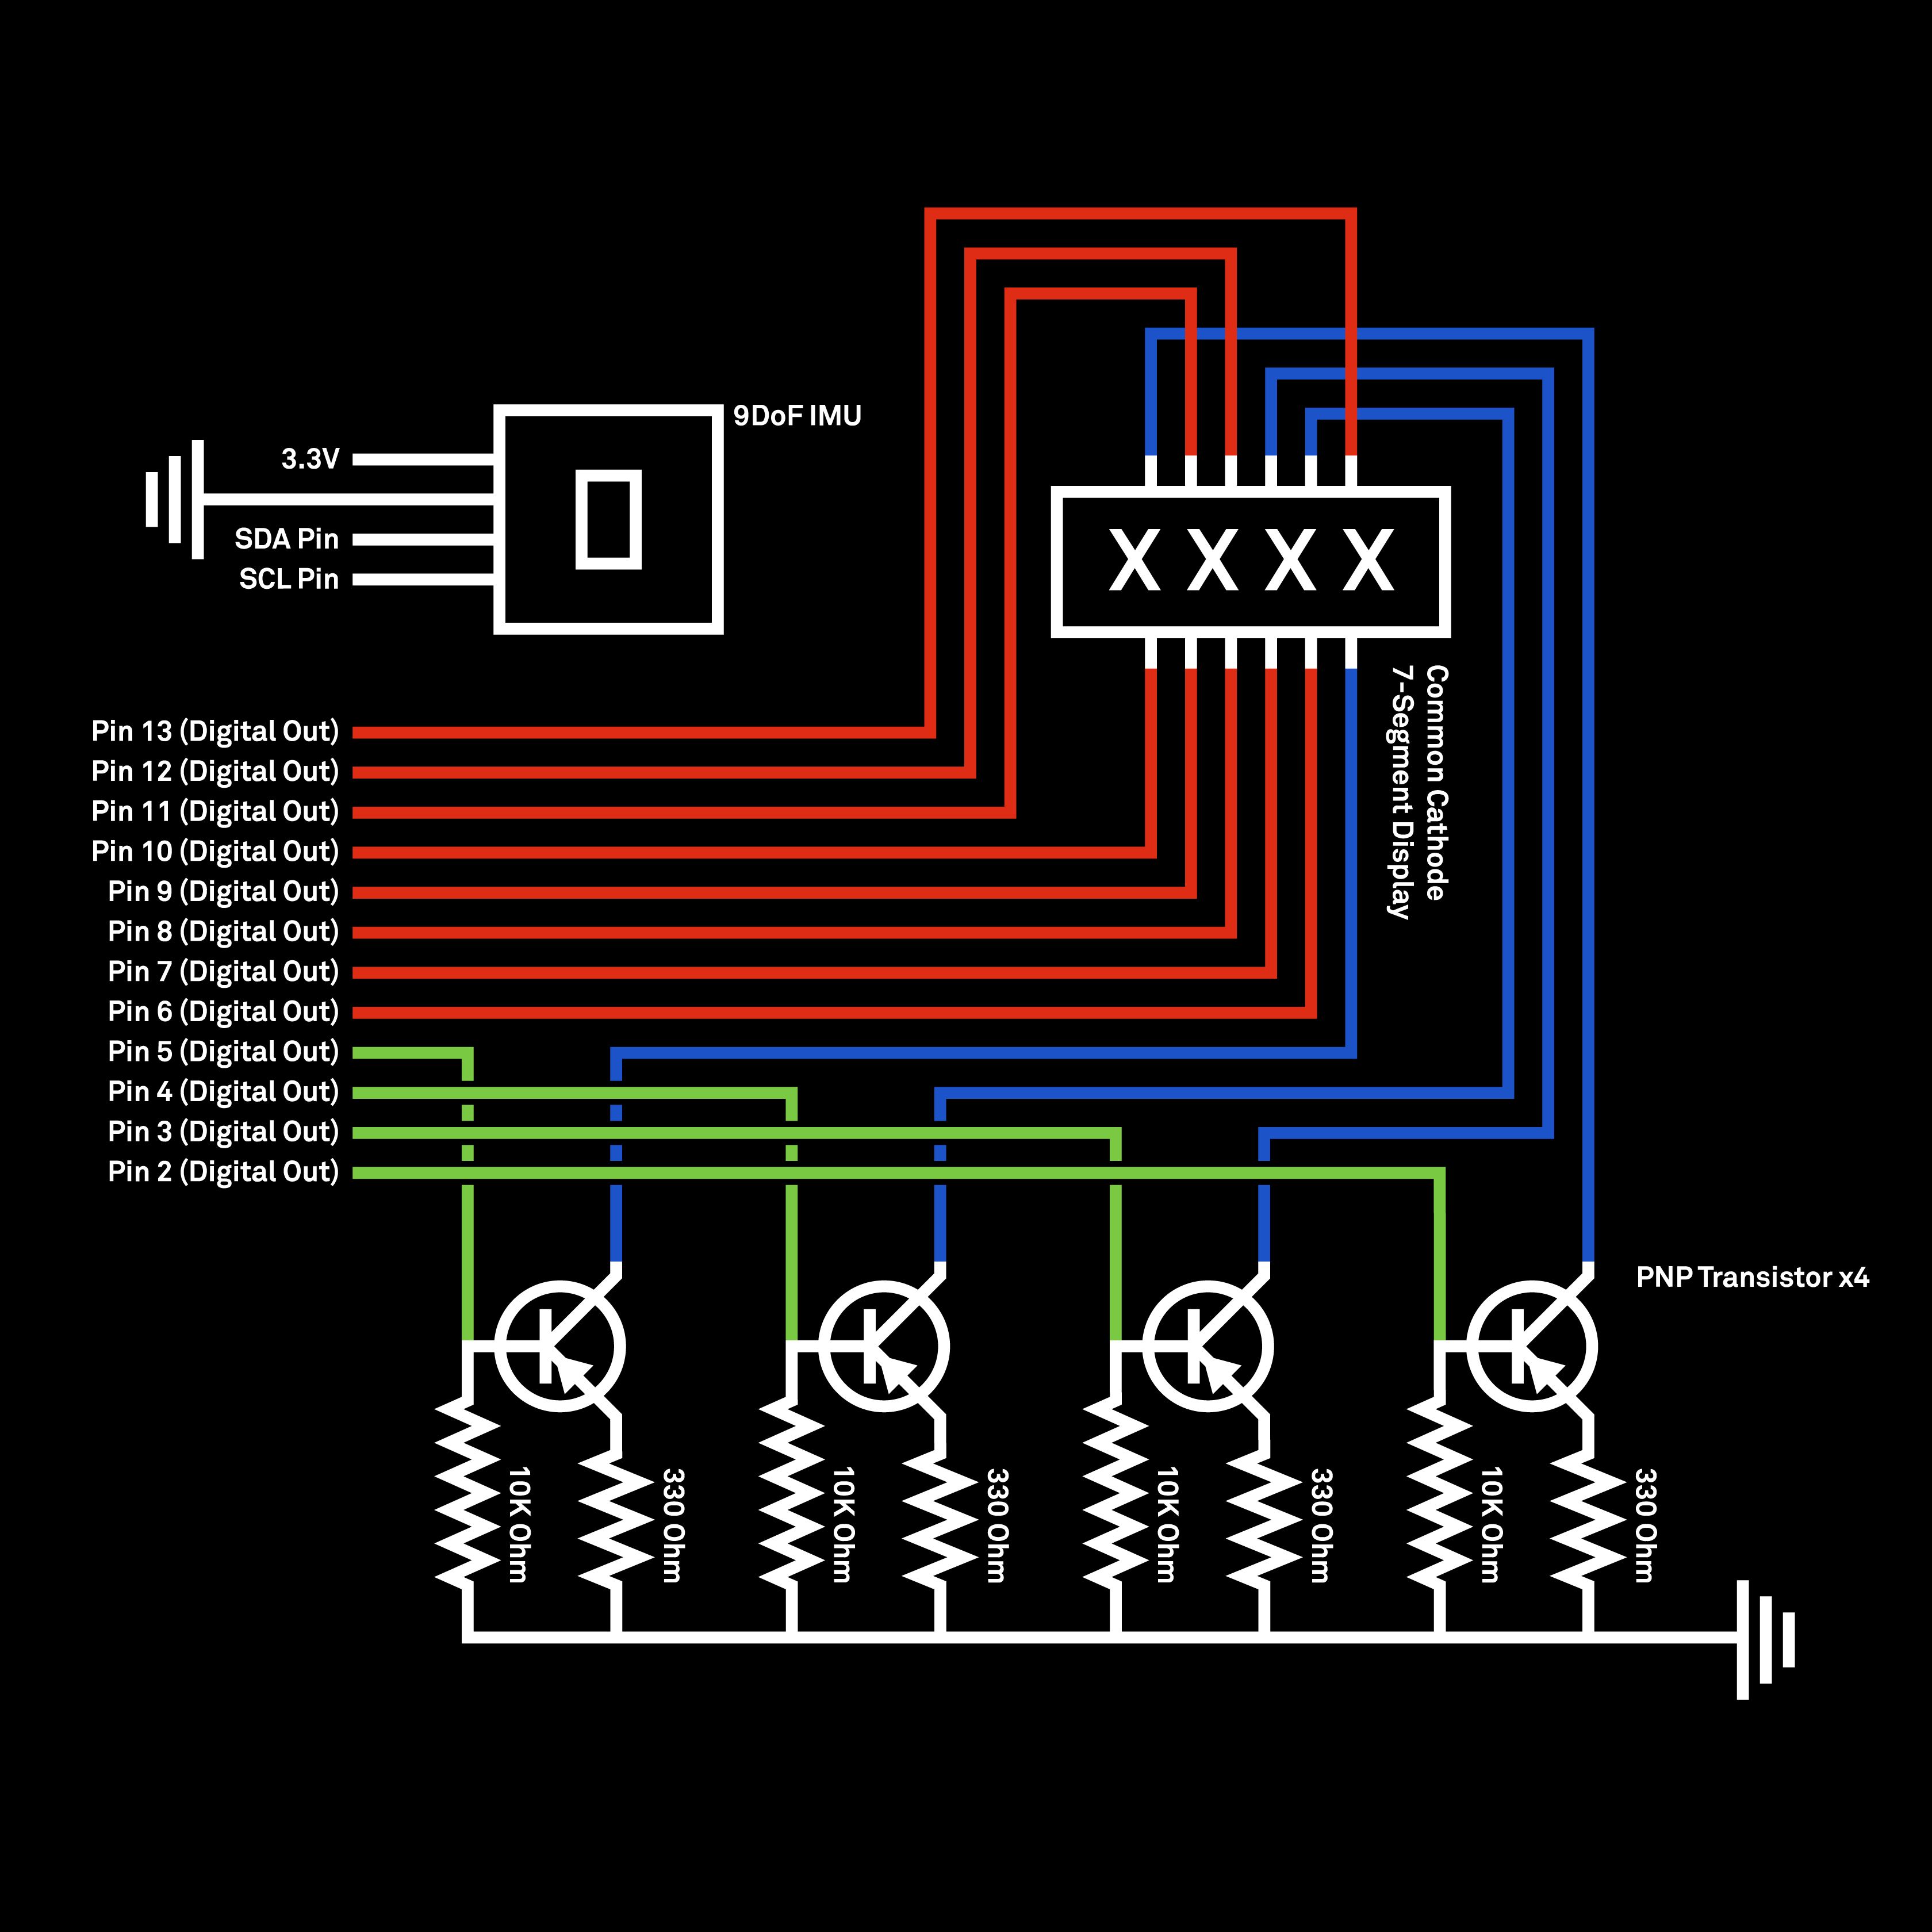 9DoF IMU
3.3V
SDA Pin
SCL Pin
X X X X
Common Cathode
7-Segment Display
Pin 13 (Digital Out)
Pin 12 (Digital Out)
Pin 11 (Digital Out)
Pin 10 (Digital Out)
Pin 9 (Digital Out)
Pin 8 (Digital Out)
Pin 7 (Digital Out)
Pin 6 (Digital Out)
Pin 5 (Digital Out)
Pin 4 (Digital Out)
Pin 3 (Digital Out)
Pin 2 (Digital Out)
PNP Transistor x4
10K Ohm
330 Ohm
10K Ohm
330 Ohm
10K Ohm
330 Ohm
10K Ohm
330 Ohm